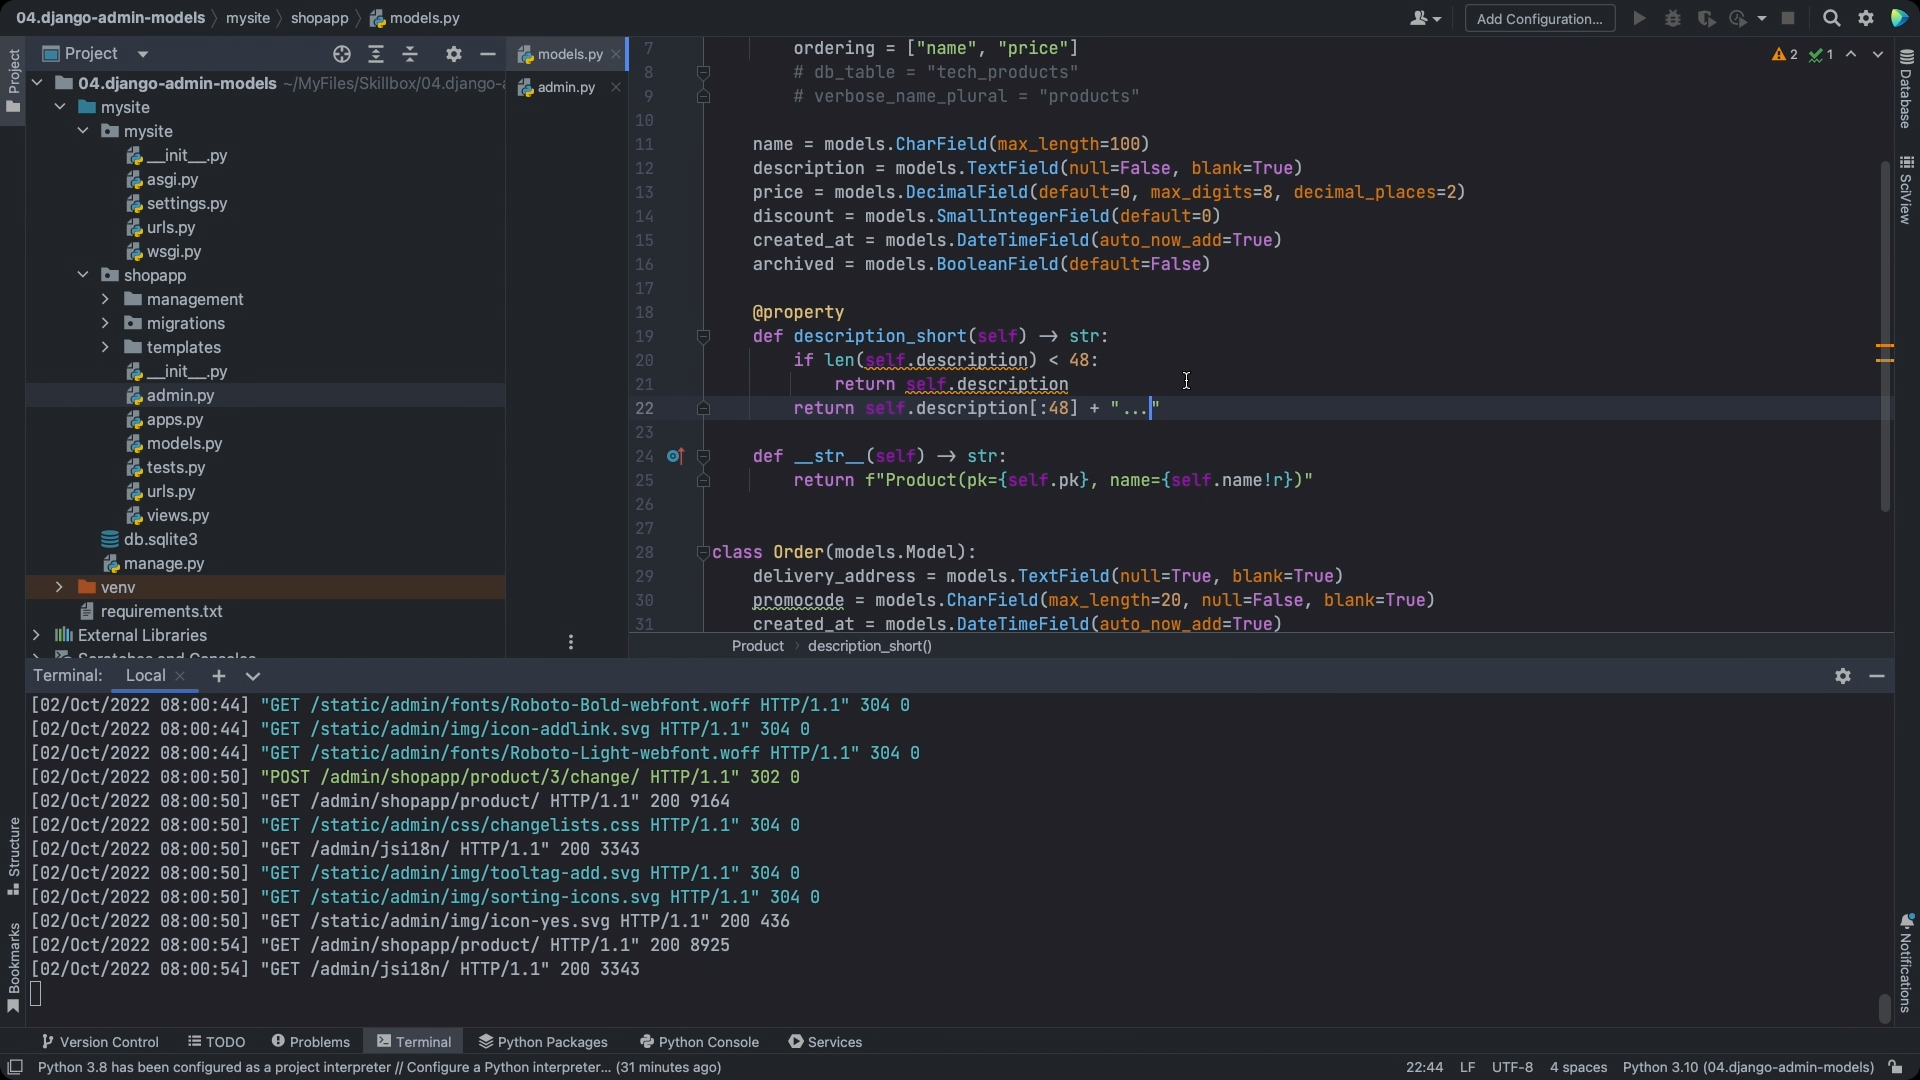 04.django-admin-models mysite shopapp models.py Add Configuration...
Project
Project
04.django-admin-models ~/MyFiles/Skillbox/04.django-
mysite
mysite
__init__.py
asgi.py
settings.py
urls.py
wsgi.py
shopapp
management
migrations
templates
__init__.py
admin.py
apps.py
models.py
tests.py
urls.py
views.py
db.sqlite3
manage.py
venv
requirements.txt
External Libraries
Scratches and Consoles
models.py
admin.py
2 1
7 ordering = ["name", "price"]
8 # db_table = "tech_products"
9 # verbose_name_plural = "products"
10
11 name = models.CharField(max_length=100)
12 description = models.TextField(null=False, blank=True)
13 price = models.DecimalField(default=0, max_digits=8, decimal_places=2)
14 discount = models.SmallIntegerField(default=0)
15 created_at = models.DateTimeField(auto_now_add=True)
16 archived = models.BooleanField(default=False)
17
18 @property
19 def description_short(self) → str:
20 if len(self.description) < 48:
21 return self.description
22 return self.description[:48] + "..."
23
24 def __str__(self) → str:
25 return f"Product(pk={self.pk}, name={self.name!r})"
26
27
28 class Order(models.Model):
29 delivery_address = models.TextField(null=True, blank=True)
30 promocode = models.CharField(max_length=20, null=False, blank=True)
31 created_at = models.DateTimeField(auto_now_add=True)
Product description_short()
Database
SciView
Notifications
Structure
Bookmarks
Terminal: Local
[02/Oct/2022 08:00:44] "GET /static/admin/fonts/Roboto-Bold-webfont.woff HTTP/1.1" 304 0
[02/Oct/2022 08:00:44] "GET /static/admin/img/icon-addlink.svg HTTP/1.1" 304 0
[02/Oct/2022 08:00:44] "GET /static/admin/fonts/Roboto-Light-webfont.woff HTTP/1.1" 304 0
[02/Oct/2022 08:00:50] "POST /admin/shopapp/product/3/change/ HTTP/1.1" 302 0
[02/Oct/2022 08:00:50] "GET /admin/shopapp/product/ HTTP/1.1" 200 9164
[02/Oct/2022 08:00:50] "GET /static/admin/css/changelists.css HTTP/1.1" 304 0
[02/Oct/2022 08:00:50] "GET /admin/jsi18n/ HTTP/1.1" 200 3343
[02/Oct/2022 08:00:50] "GET /static/admin/img/tooltag-add.svg HTTP/1.1" 304 0
[02/Oct/2022 08:00:50] "GET /static/admin/img/sorting-icons.svg HTTP/1.1" 304 0
[02/Oct/2022 08:00:50] "GET /static/admin/img/icon-yes.svg HTTP/1.1" 200 436
[02/Oct/2022 08:00:54] "GET /admin/shopapp/product/ HTTP/1.1" 200 8925
[02/Oct/2022 08:00:54] "GET /admin/jsi18n/ HTTP/1.1" 200 3343
Version Control TODO Problems Terminal Python Packages Python Console Services
Python 3.8 has been configured as a project interpreter // Configure a Python interpreter... (31 minutes ago) 22:44 LF UTF-8 4 spaces Python 3.10 (04.django-admin-models)